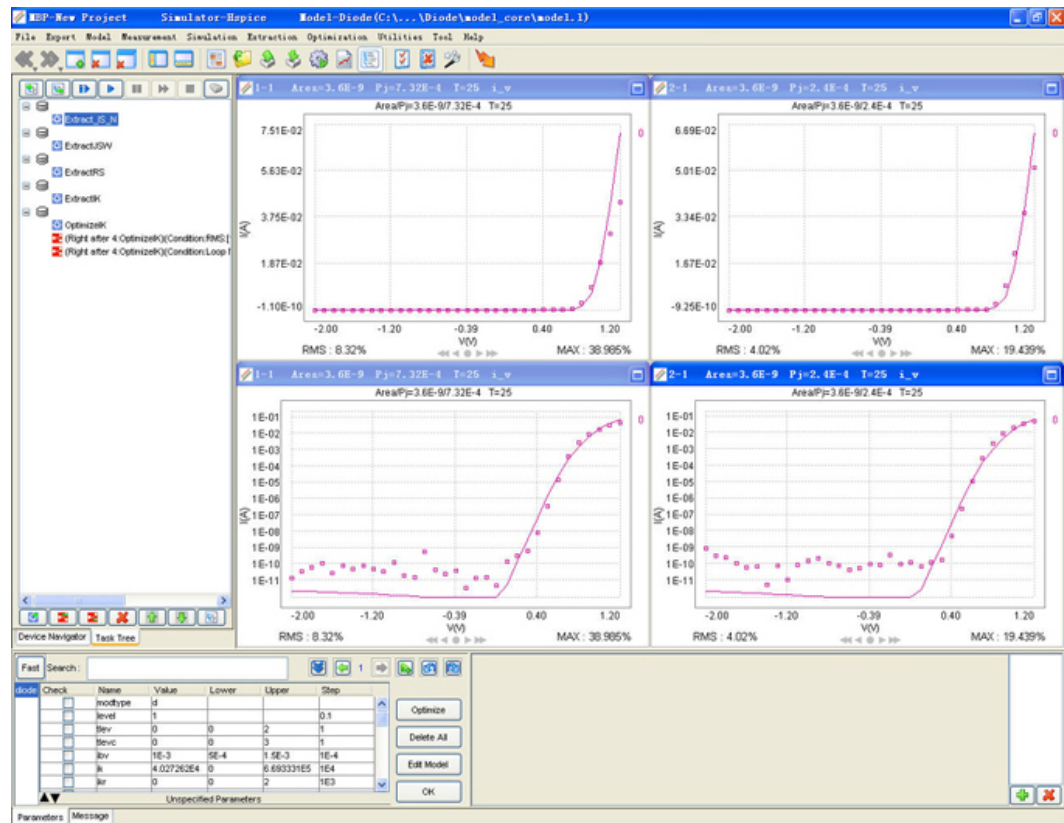 MBP-New Project Simulator-Hspice Model-Diode(C:\...\Diode\model_core\model.l)
File Export Model Measurement Simulation Extraction Optimization Utilities Tool Help
Extract_IS_N
ExtractJSW
ExtractRS
ExtractIK
OptimizeIK
(Right after 4:OptimizeIK)(Condition:RMS:[
(Right after 4:OptimizeIK)(Condition:Loop
Device Navigator Task Tree
1-1 Area=3.6E-9 Pj=7.32E-4 T=25 i_v
Area/Pj=3.6E-9/7.32E-4 T=25
7.51E-02
5.63E-02
3.75E-02
1.87E-02
-1.10E-10
I(A)
0
-2.00 -1.20 -0.39 0.40 1.20
V(V)
RMS : 8.32% MAX : 38.985%
2-1 Area=3.6E-9 Pj=2.4E-4 T=25 i_v
Area/Pj=3.6E-9/2.4E-4 T=25
6.69E-02
5.01E-02
3.34E-02
1.67E-02
-9.25E-10
I(A)
0
-2.00 -1.20 -0.39 0.40 1.20
V(V)
RMS : 4.02% MAX : 19.439%
1-1 Area=3.6E-9 Pj=7.32E-4 T=25 i_v
Area/Pj=3.6E-9/7.32E-4 T=25
1E-01
1E-02
1E-03
1E-04
1E-05
1E-06
1E-07
1E-08
1E-09
1E-10
1E-11
I(A)
0
-2.00 -1.20 -0.39 0.40 1.20
V(V)
RMS : 8.32% MAX : 38.985%
2-1 Area=3.6E-9 Pj=2.4E-4 T=25 i_v
Area/Pj=3.6E-9/2.4E-4 T=25
1E-01
1E-02
1E-03
1E-04
1E-05
1E-06
1E-07
1E-08
1E-09
1E-10
1E-11
I(A)
0
-2.00 -1.20 -0.39 0.40 1.20
V(V)
RMS : 4.02% MAX : 19.439%
Fast Search : 1
diode Check Name Value Lower Upper Step
modtype d
level 1 0.1
tlev 0 0 2 1
tlevc 0 0 3 1
ibv 1E-3 5E-4 1.5E-3 1E-4
ik 4.027262E4 0 6.693331E5 1E4
ikr 0 0 2 1E3
Unspecified Parameters
Optimize
Delete All
Edit Model
OK
Parameters Message